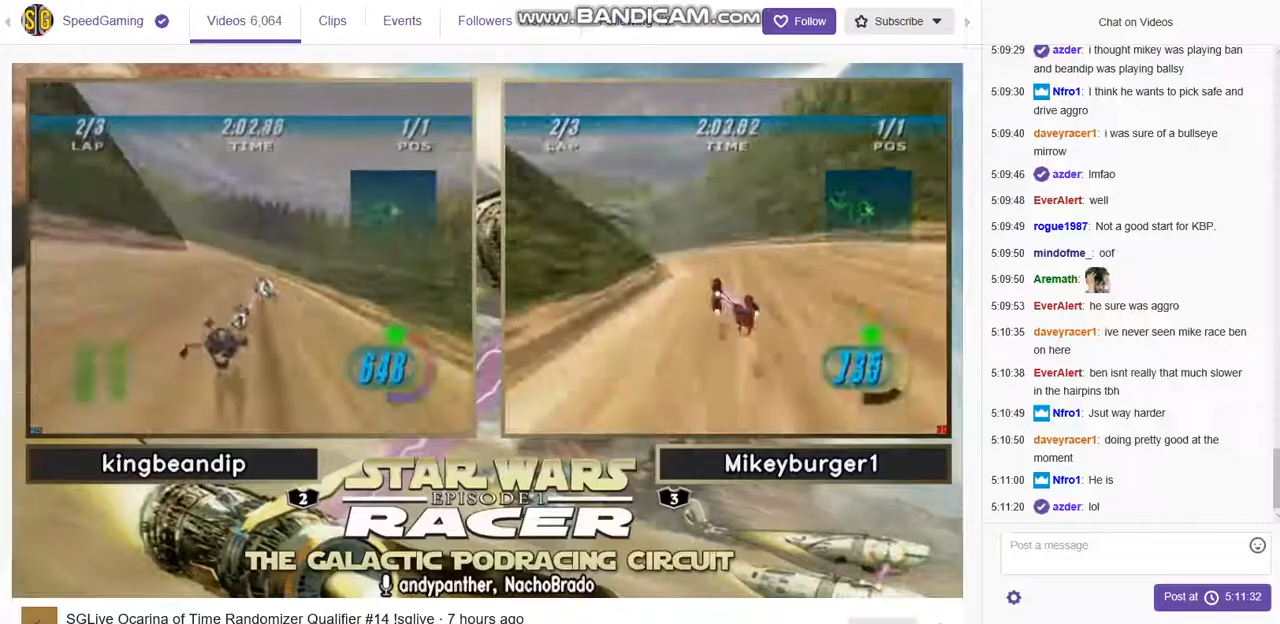 SG SpeedGaming
Videos 6,064
Clips
Events
Followers
www.BANDICAM.com
Follow
Subscribe
Chat on Videos
2/3 2:02.86 1/1
LAP TIME POS
648
2/3 2:03.62 1/1
LAP TIME POS
735
kingbeandip
Mikeyburger1
2
3
STAR WARS
EPISODE I
RACER
THE GALACTIC PODRACING CIRCUIT
andypanther, NachoBrado
SGLive Ocarina of Time Randomizer Qualifier #14 !sglive · 7 hours ago
5:09:29 azder: i thought mikey was playing ban
and beandip was playing ballsy
5:09:30 Nfro1: I think he wants to pick safe and
drive aggro
5:09:40 daveyracer1: i was sure of a bullseye
mirrow
5:09:46 azder: lmfao
5:09:48 EverAlert: well
5:09:49 rogue1987: Not a good start for KBP.
5:09:50 mindofme_: oof
5:09:50 Aremath:
5:09:53 EverAlert: he sure was aggro
5:10:35 daveyracer1: ive never seen mike race ben
on here
5:10:38 EverAlert: ben isnt really that much slower
in the hairpins tbh
5:10:49 Nfro1: Jsut way harder
5:10:50 daveyracer1: doing pretty good at the
moment
5:11:00 Nfro1: He is
5:11:20 azder: lol
Post a message
Post at 5:11:32